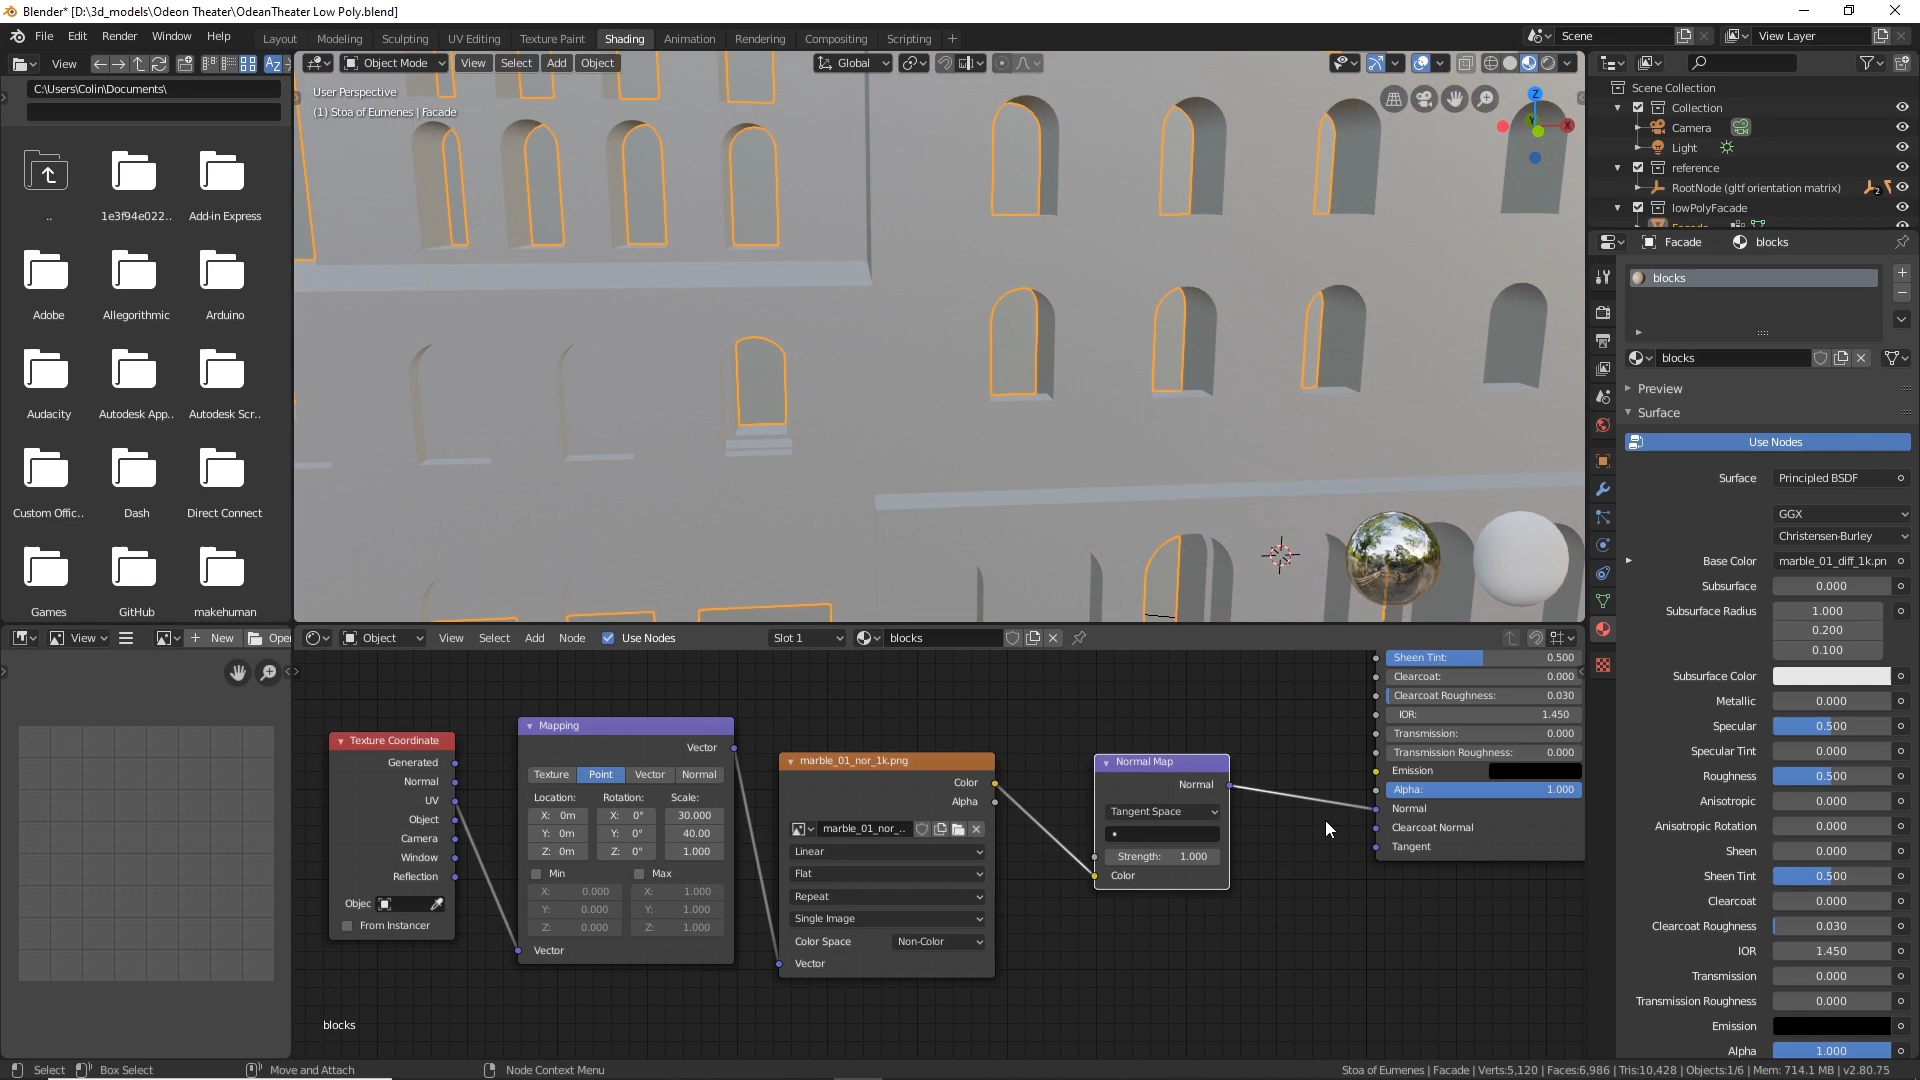 Blender* [D:\3d_models\Odeon Theater\OdeanTheater Low Poly.blend]
File Edit Render Window Help
Layout Modeling Sculpting UV Editing Texture Paint Shading Animation Rendering Compositing Scripting +
Scene
View Layer
View
Object Mode View Select Add Object
Global
C:\Users\Colin\Documents\
User Perspective
(1) Stoa of Eumenes | Facade
Z
Y
X
Scene Collection
Collection
Camera
Light
reference
RootNode (gltf orientation matrix)
2
lowPolyFacade
..
1e3f94e022..
Add-in Express
Adobe
Allegorithmic
Arduino
Audacity
Autodesk App..
Autodesk Scr..
Custom Offic..
Dash
Direct Connect
Games
GitHub
makehuman
Facade blocks
blocks
blocks
Preview
Surface
Use Nodes
Surface Principled BSDF
GGX
Christensen-Burley
Base Color marble_01_diff_1k.pn
Subsurface 0.000
Subsurface Radius 1.000
0.200
0.100
Subsurface Color
Metallic 0.000
Specular 0.500
Specular Tint 0.000
Roughness 0.500
Anisotropic 0.000
Anisotropic Rotation 0.000
Sheen 0.000
Sheen Tint 0.500
Clearcoat 0.000
Clearcoat Roughness 0.030
IOR 1.450
Transmission 0.000
Transmission Roughness 0.000
Emission
Alpha 1.000
View New Open
Object View Select Add Node Use Nodes Slot 1 blocks
Texture Coordinate
Generated
Normal
UV
Object
Camera
Window
Reflection
Objec
From Instancer
Mapping
Vector
Texture Point Vector Normal
Location: Rotation: Scale:
X: 0m X: 0° 30.000
Y: 0m Y: 0° 40.00
Z: 0m Z: 0° 1.000
Min Max
X: 0.000 X: 1.000
Y: 0.000 Y: 1.000
Z: 0.000 Z: 1.000
Vector
marble_01_nor_1k.png
Color
Alpha
marble_01_nor_..
Linear
Flat
Repeat
Single Image
Color Space Non-Color
Vector
Normal Map
Normal
Tangent Space
Strength: 1.000
Color
Sheen Tint: 0.500
Clearcoat: 0.000
Clearcoat Roughness: 0.030
IOR: 1.450
Transmission: 0.000
Transmission Roughness: 0.000
Emission
Alpha: 1.000
Normal
Clearcoat Normal
Tangent
blocks
Select Box Select Move and Attach Node Context Menu
Stoa of Eumenes | Facade | Verts:5,120 | Faces:6,986 | Tris:10,428 | Objects:1/6 | Mem: 714.1 MB | v2.80.75